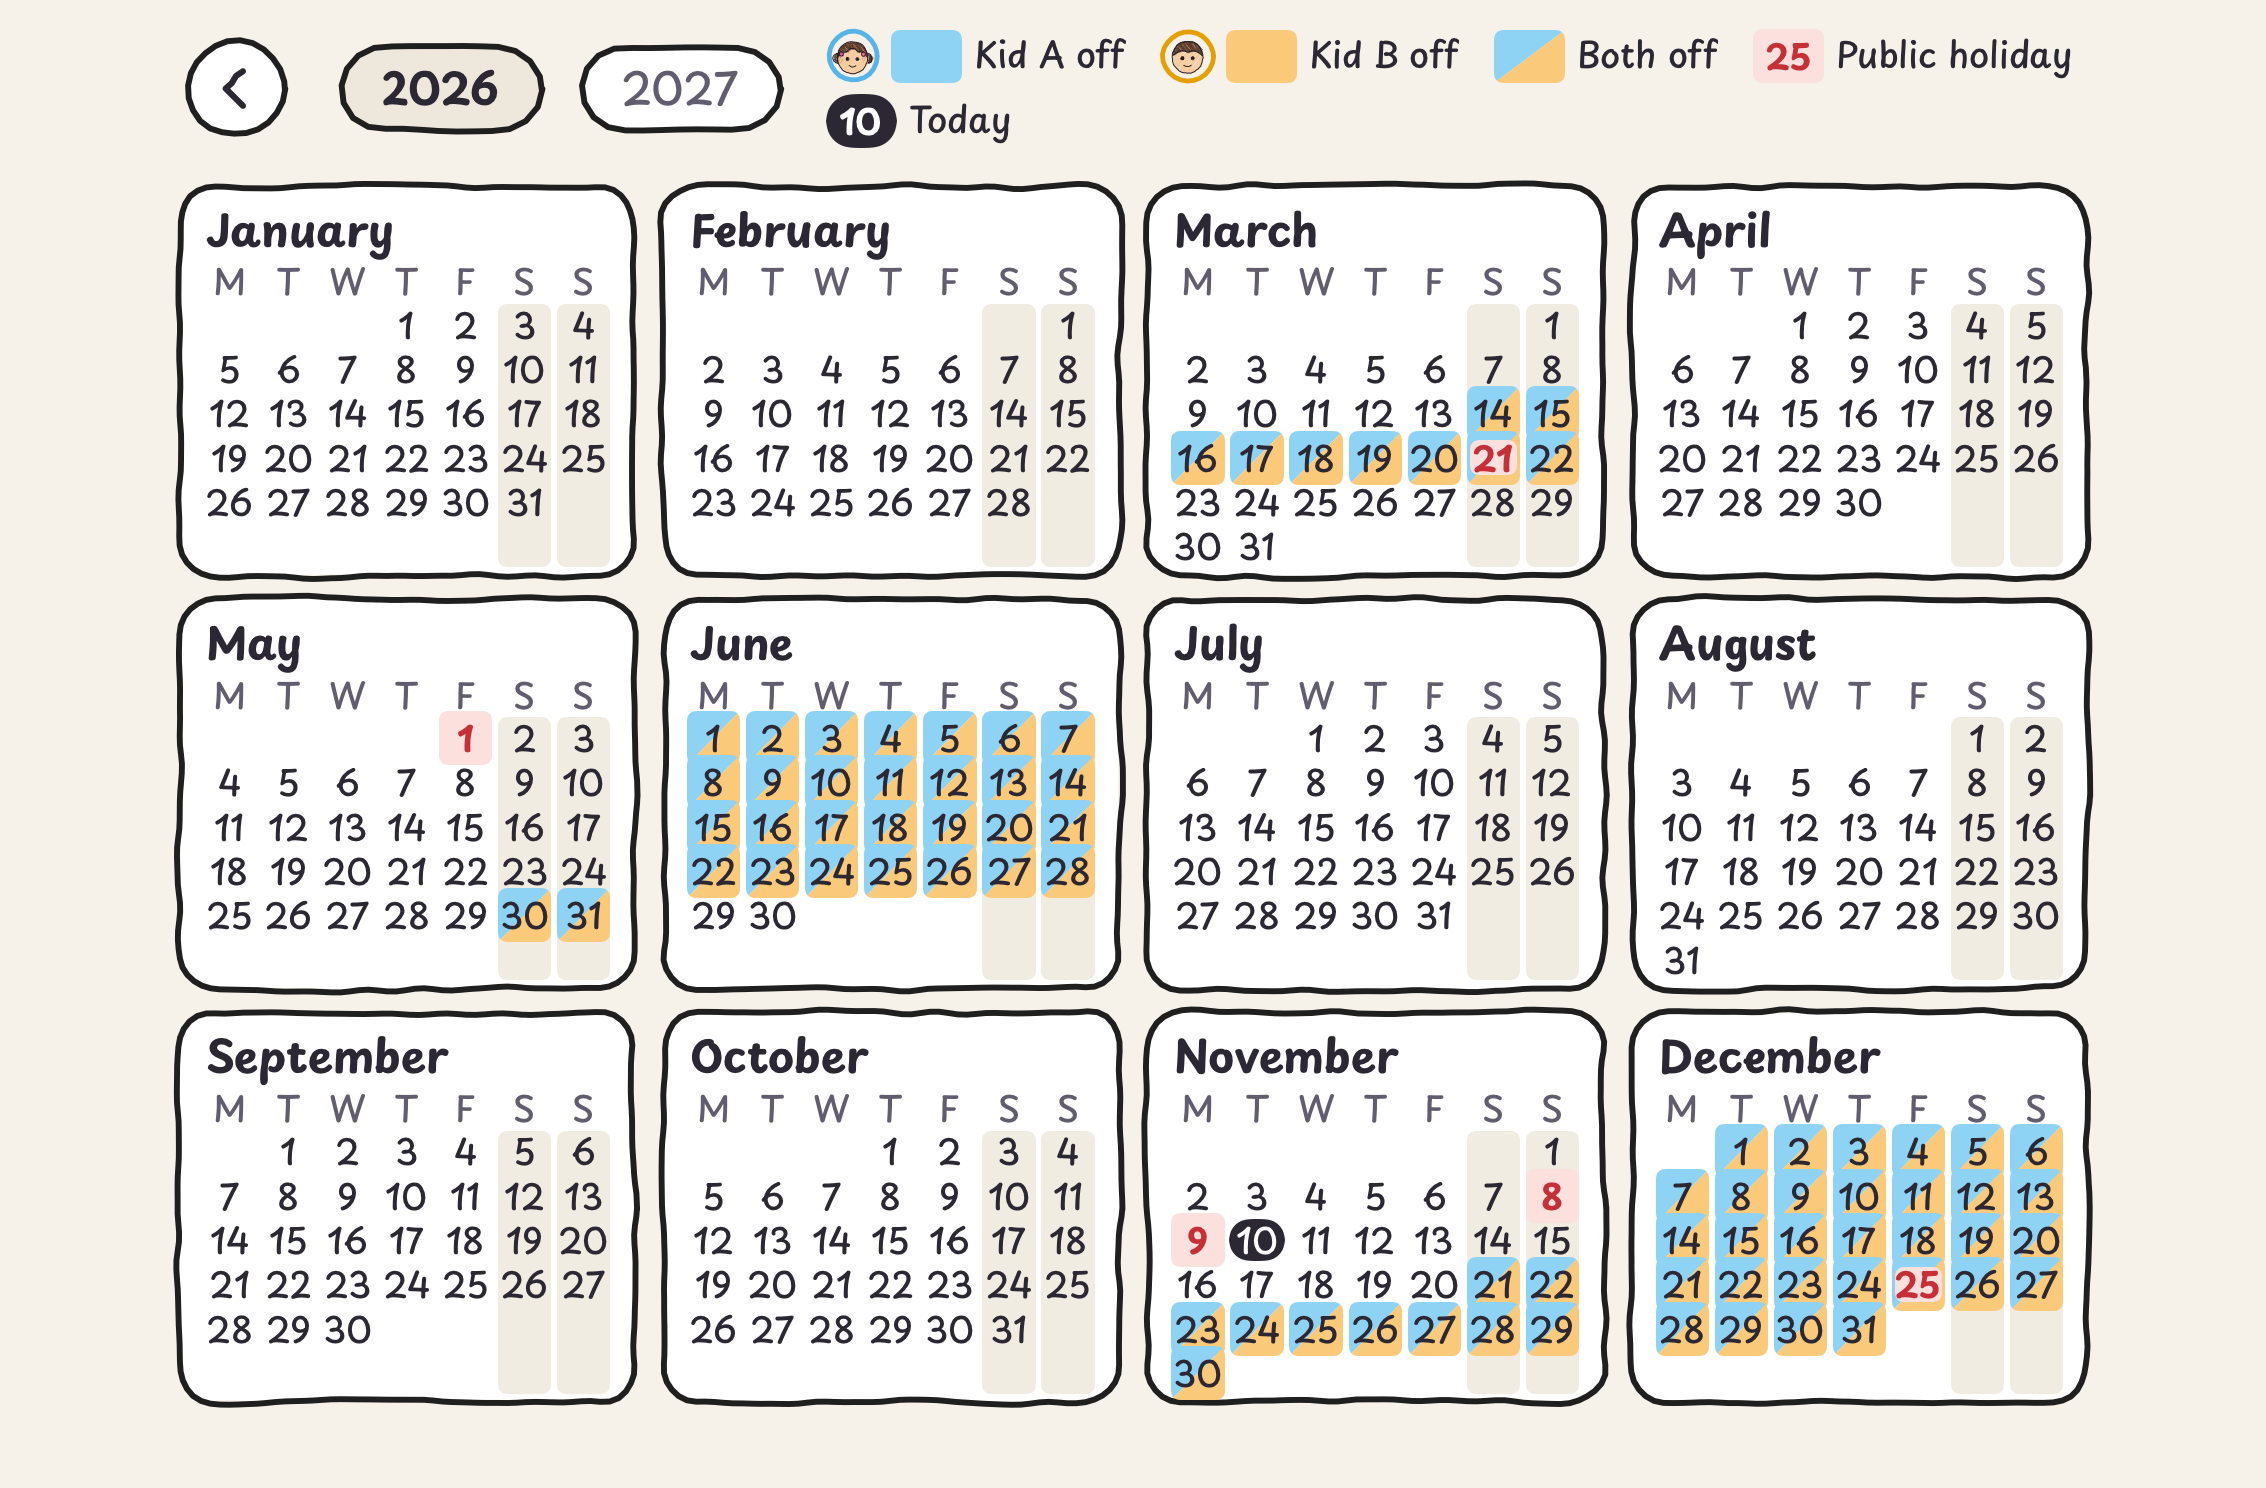 2026 2027 Kid A off Kid B off Both off 25 Public holiday
10 Today
January
M T W T F S S
1 2 3 4
5 6 7 8 9 10 11
12 13 14 15 16 17 18
19 20 21 22 23 24 25
26 27 28 29 30 31
February
M T W T F S S
1
2 3 4 5 6 7 8
9 10 11 12 13 14 15
16 17 18 19 20 21 22
23 24 25 26 27 28
March
M T W T F S S
1
2 3 4 5 6 7 8
9 10 11 12 13 14 15
16 17 18 19 20 21 22
23 24 25 26 27 28 29
30 31
April
M T W T F S S
1 2 3 4 5
6 7 8 9 10 11 12
13 14 15 16 17 18 19
20 21 22 23 24 25 26
27 28 29 30
May
M T W T F S S
1 2 3
4 5 6 7 8 9 10
11 12 13 14 15 16 17
18 19 20 21 22 23 24
25 26 27 28 29 30 31
June
M T W T F S S
1 2 3 4 5 6 7
8 9 10 11 12 13 14
15 16 17 18 19 20 21
22 23 24 25 26 27 28
29 30
July
M T W T F S S
1 2 3 4 5
6 7 8 9 10 11 12
13 14 15 16 17 18 19
20 21 22 23 24 25 26
27 28 29 30 31
August
M T W T F S S
1 2
3 4 5 6 7 8 9
10 11 12 13 14 15 16
17 18 19 20 21 22 23
24 25 26 27 28 29 30
31
September
M T W T F S S
1 2 3 4 5 6
7 8 9 10 11 12 13
14 15 16 17 18 19 20
21 22 23 24 25 26 27
28 29 30
October
M T W T F S S
1 2 3 4
5 6 7 8 9 10 11
12 13 14 15 16 17 18
19 20 21 22 23 24 25
26 27 28 29 30 31
November
M T W T F S S
1
2 3 4 5 6 7 8
9 10 11 12 13 14 15
16 17 18 19 20 21 22
23 24 25 26 27 28 29
30
December
M T W T F S S
1 2 3 4 5 6
7 8 9 10 11 12 13
14 15 16 17 18 19 20
21 22 23 24 25 26 27
28 29 30 31